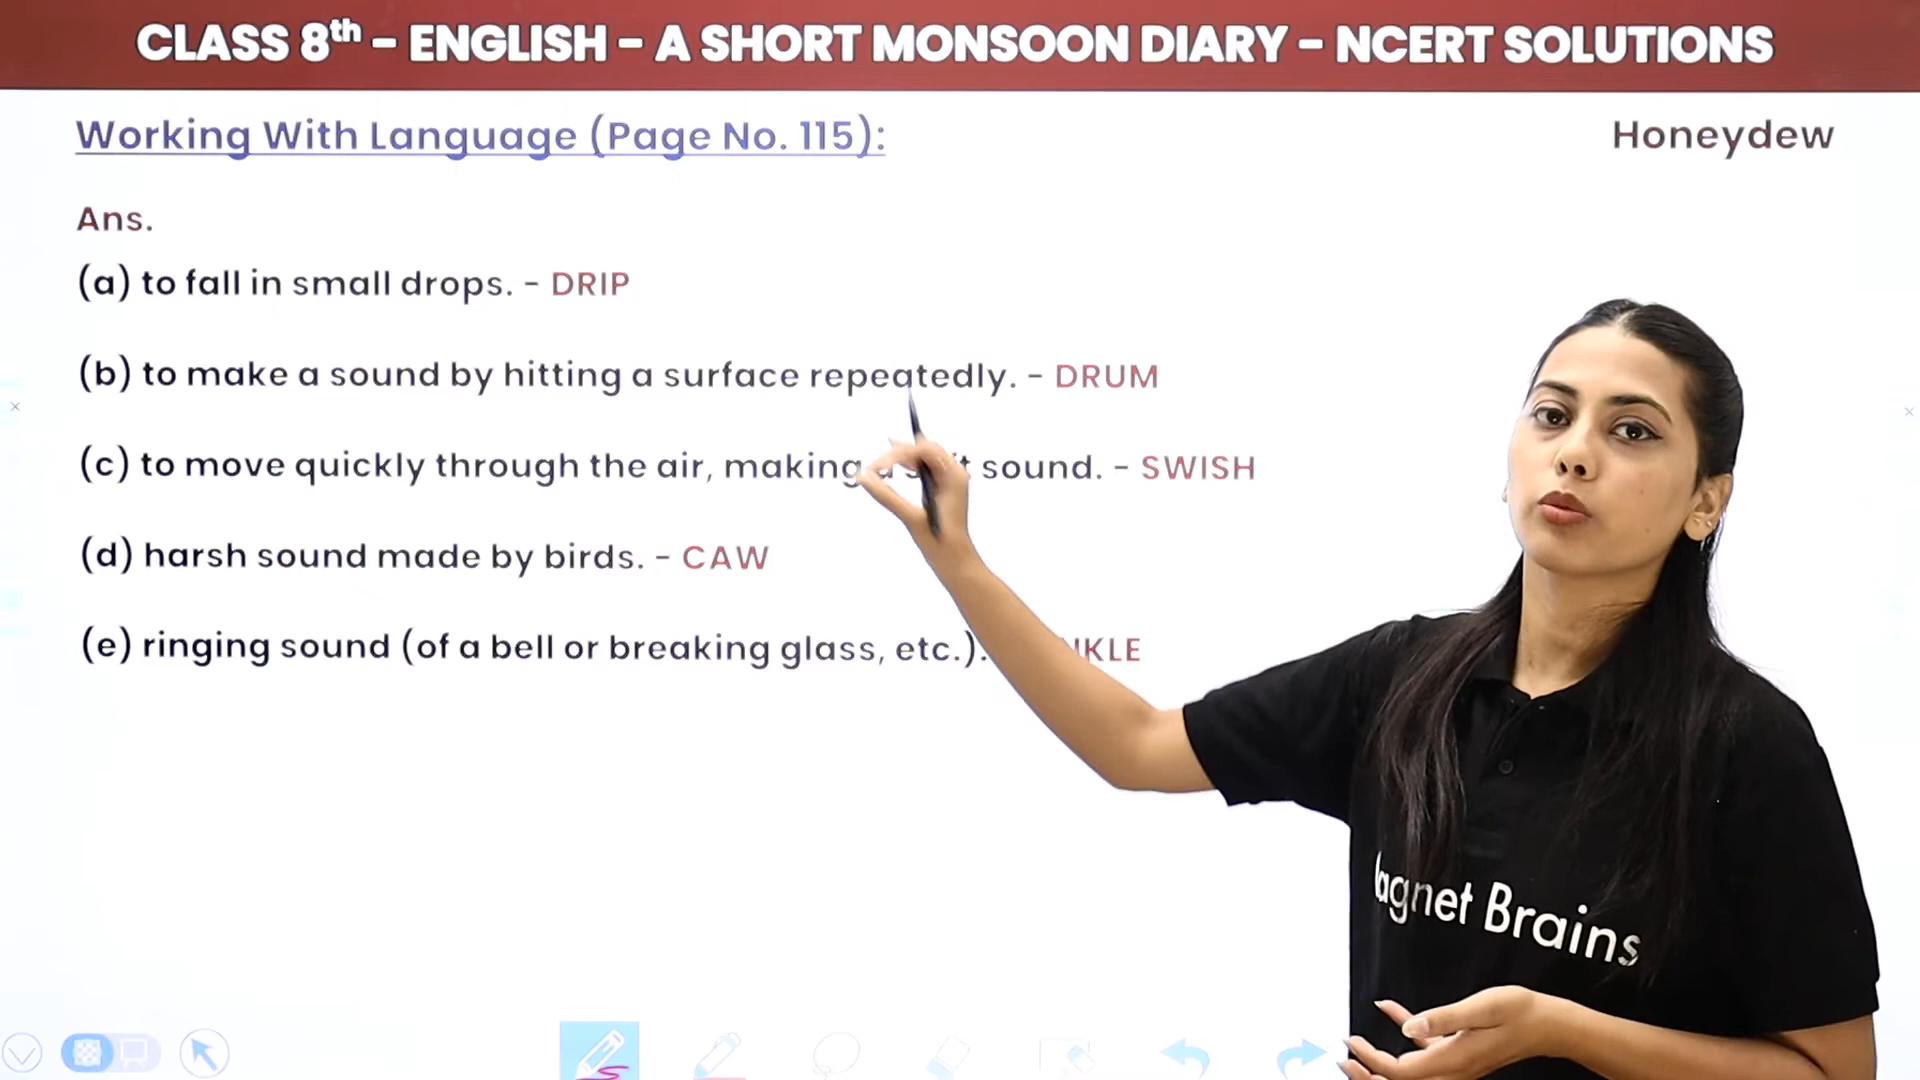 CLASS 8th - ENGLISH - A SHORT MONSOON DIARY - NCERT SOLUTIONS
Working With Language (Page No. 115):
Honeydew
Ans.
(a) to fall in small drops. - DRIP
(b) to make a sound by hitting a surface repeatedly. - DRUM
(c) to move quickly through the air, making a sound. - SWISH
(d) harsh sound made by birds. - CAW
(e) ringing sound (of a bell or breaking glass, etc.).
Brains